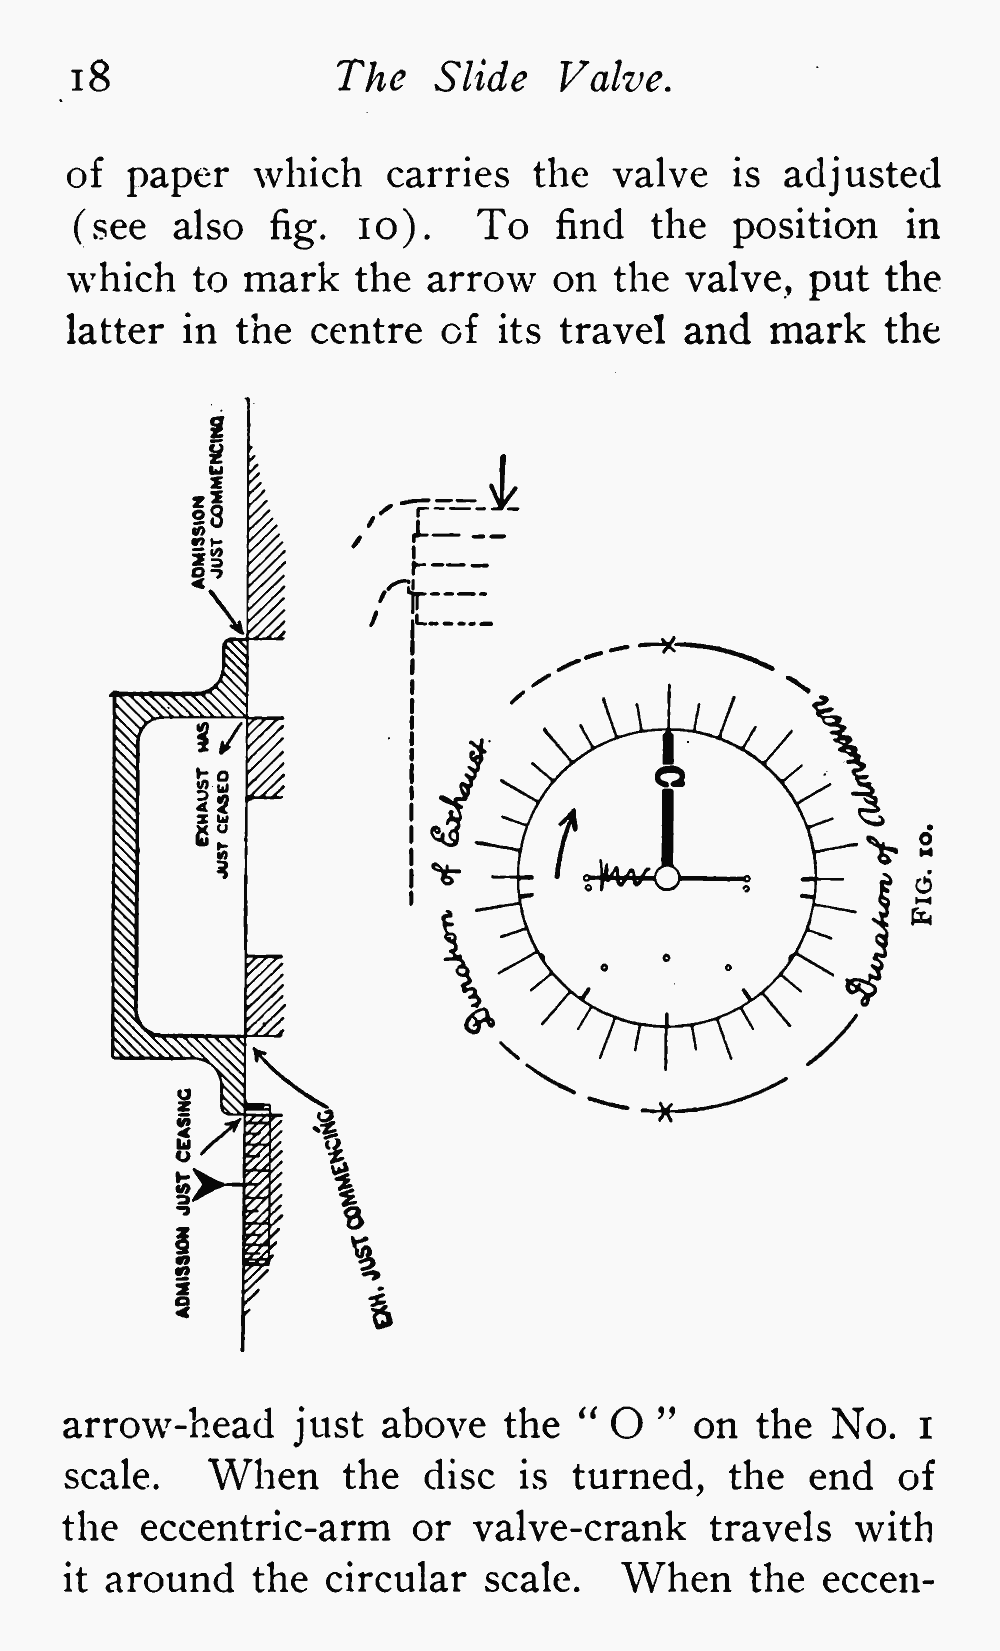 18 The Slide Valve.
of paper which carries the valve is adjusted
(see also fig. 10). To find the position in
which to mark the arrow on the valve, put the
latter in the centre of its travel and mark the
ADMISSION
JUST COMMENCING.
EXHAUST HAS
JUST CEASED
ADMISSION JUST CEASING
EXH. JUST COMMENCING
Duration of Exhaust
C
Duration of Admission
FIG. 10.
arrow-head just above the “ O ” on the No. 1
scale. When the disc is turned, the end of
the eccentric-arm or valve-crank travels with
it around the circular scale. When the eccen-